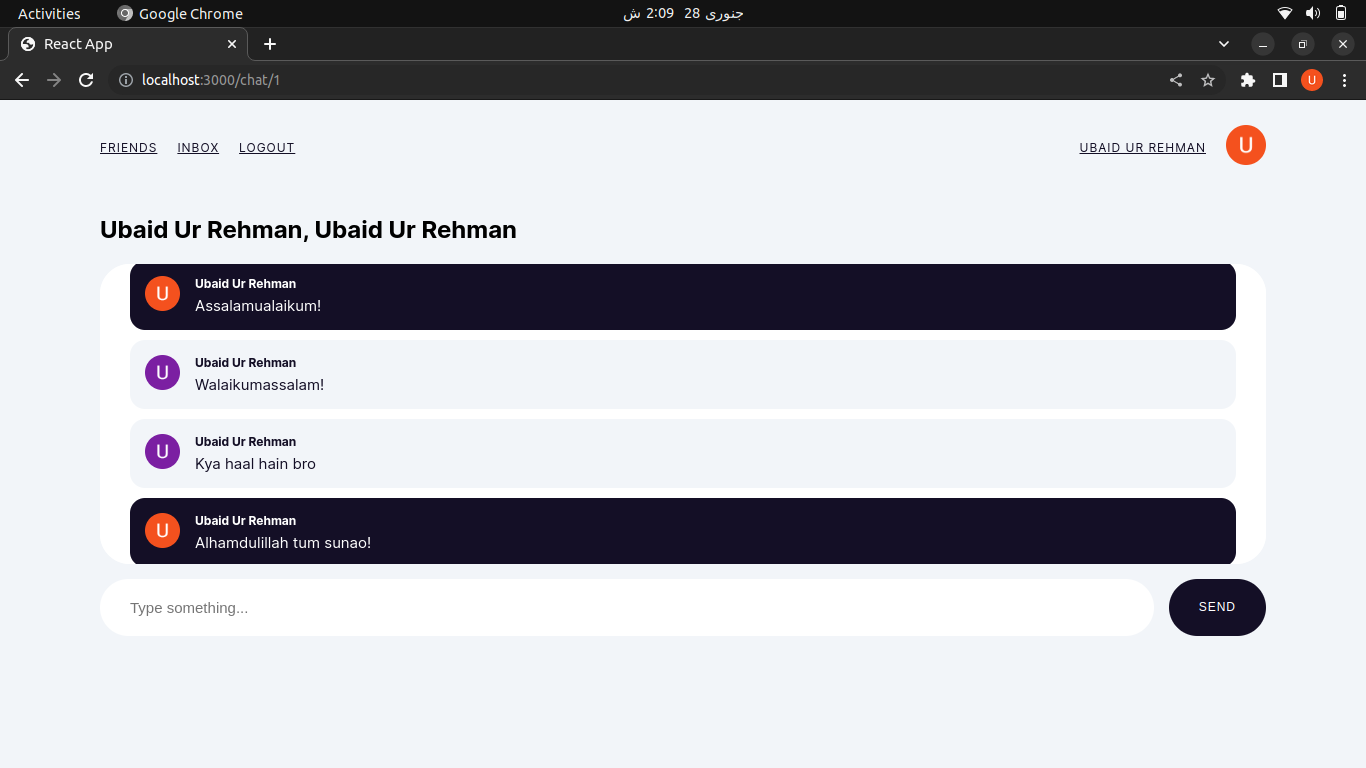 Activities Google Chrome جنوری 28 2:09 ش
React App
localhost:3000/chat/1 U
FRIENDS INBOX LOGOUT UBAID UR REHMAN U
Ubaid Ur Rehman, Ubaid Ur Rehman
Ubaid Ur Rehman
U Assalamualaikum!
Ubaid Ur Rehman
U Walaikumassalam!
Ubaid Ur Rehman
U Kya haal hain bro
Ubaid Ur Rehman
U Alhamdulillah tum sunao!
Type something... SEND